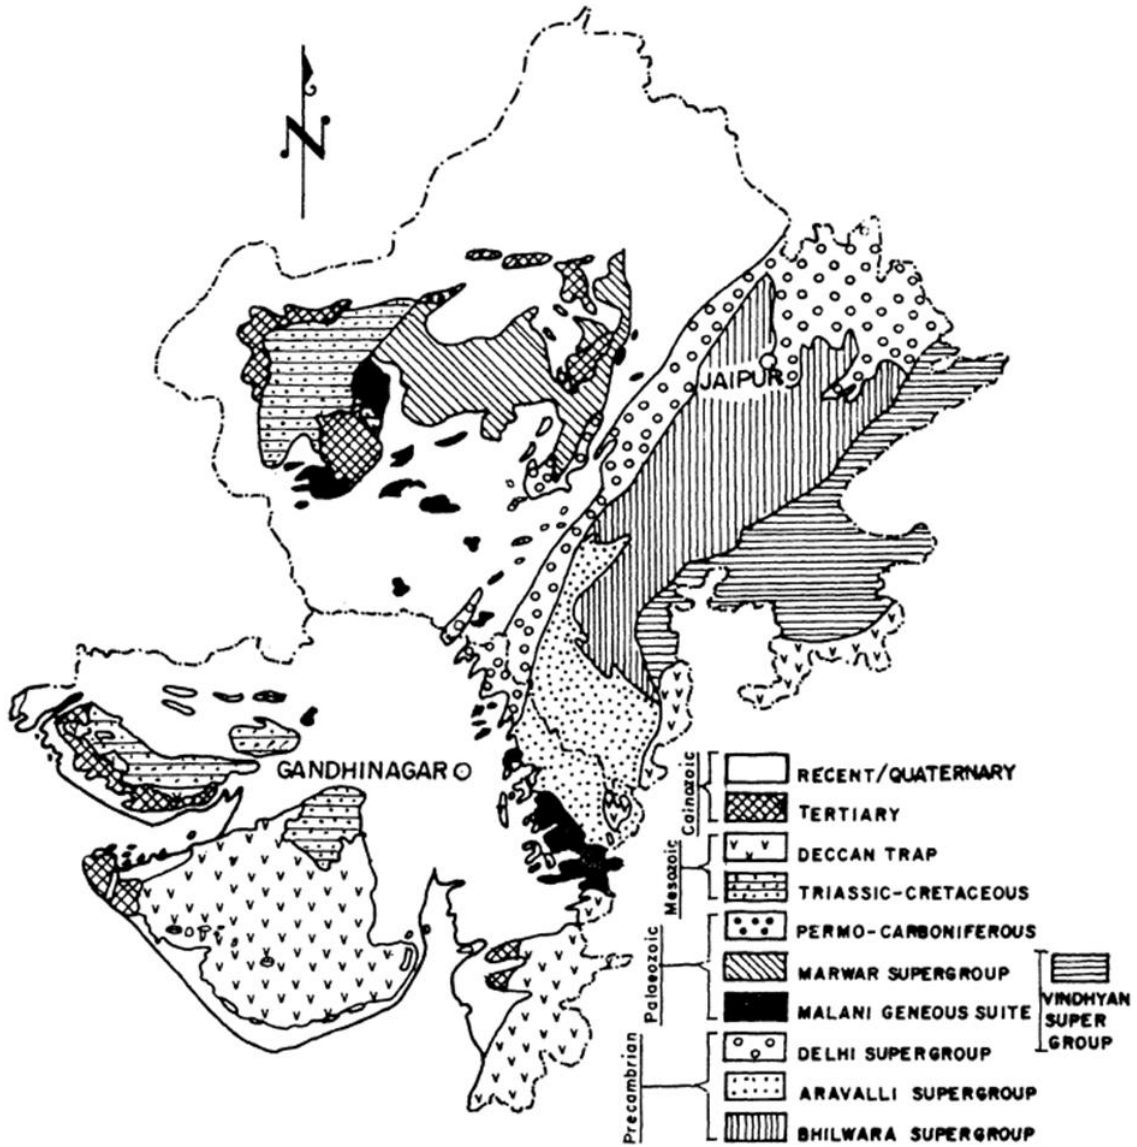 N
JAIPUR
GANDHINAGAR
Cainozoic
RECENT/QUATERNARY
TERTIARY
Mesozoic
DECCAN TRAP
TRIASSIC-CRETACEOUS
Palaeozoic
PERMO-CARBONIFEROUS
MARWAR SUPERGROUP
MALANI GENEOUS SUITE
VINDHYAN
SUPER
GROUP
Precambrian
DELHI SUPERGROUP
ARAVALLI SUPERGROUP
BHILWARA SUPERGROUP